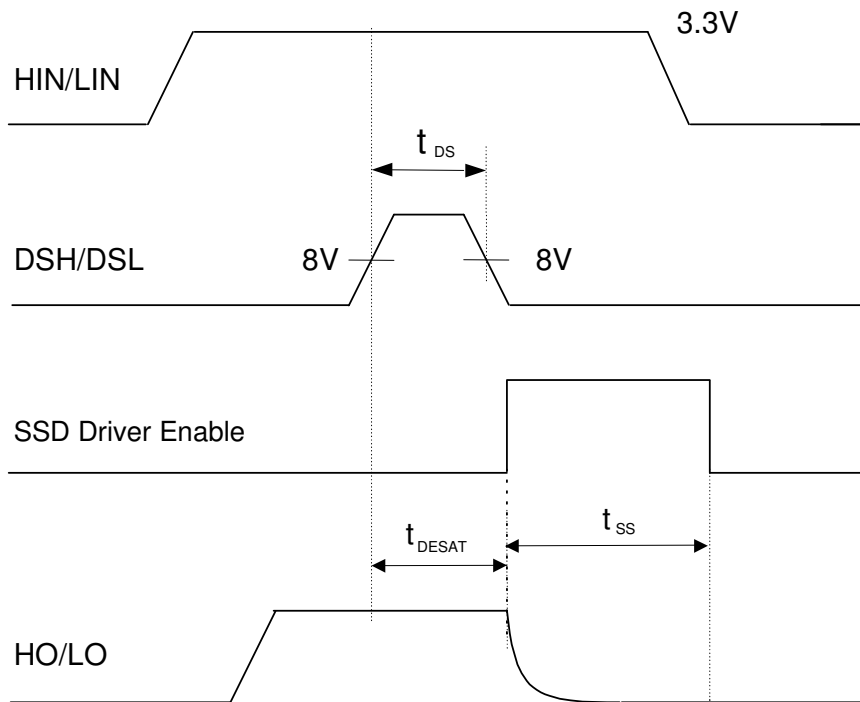 3.3V
HIN/LIN
t DS
DSH/DSL
8V
8V
SSD Driver Enable
t DESAT
t SS
HO/LO